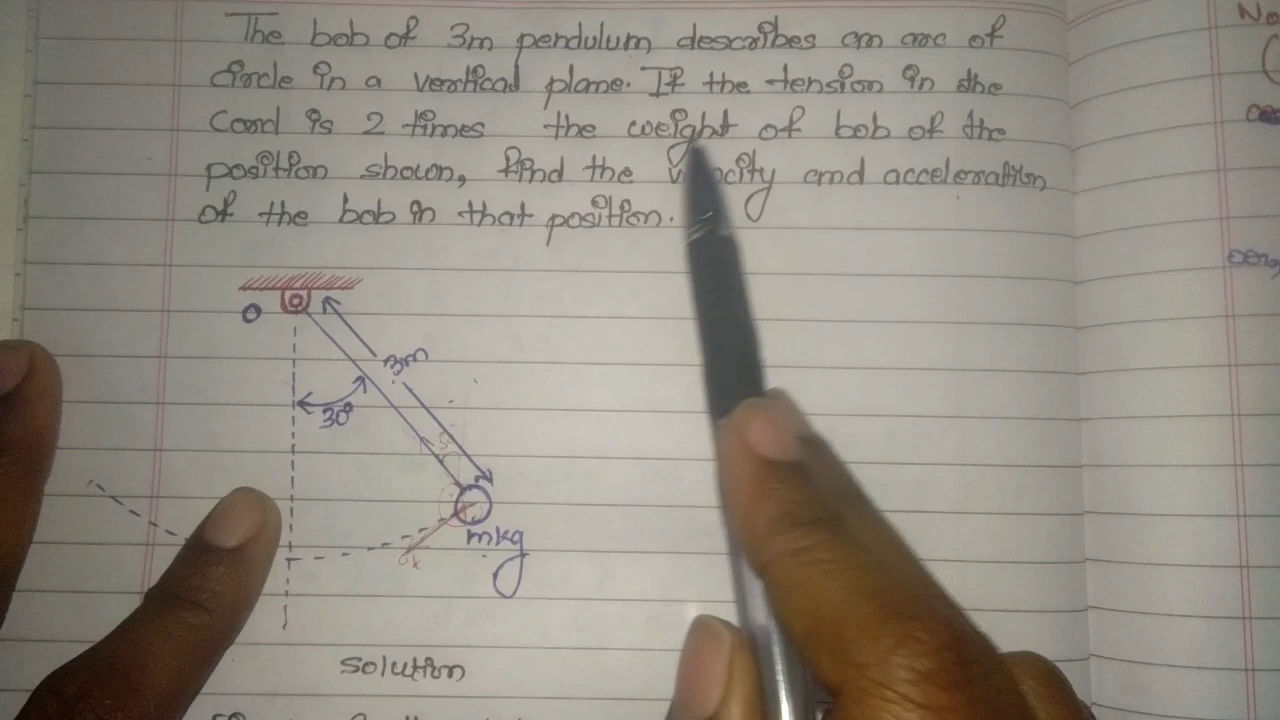 The bob of 3m pendulum describes an arc of
circle in a vertical plane. If the tension in the
Cord is 2 times the weight of bob of the
position shown, find the velocity and acceleration
of the bob in that position.
O
3m
30°
mkg
Solution